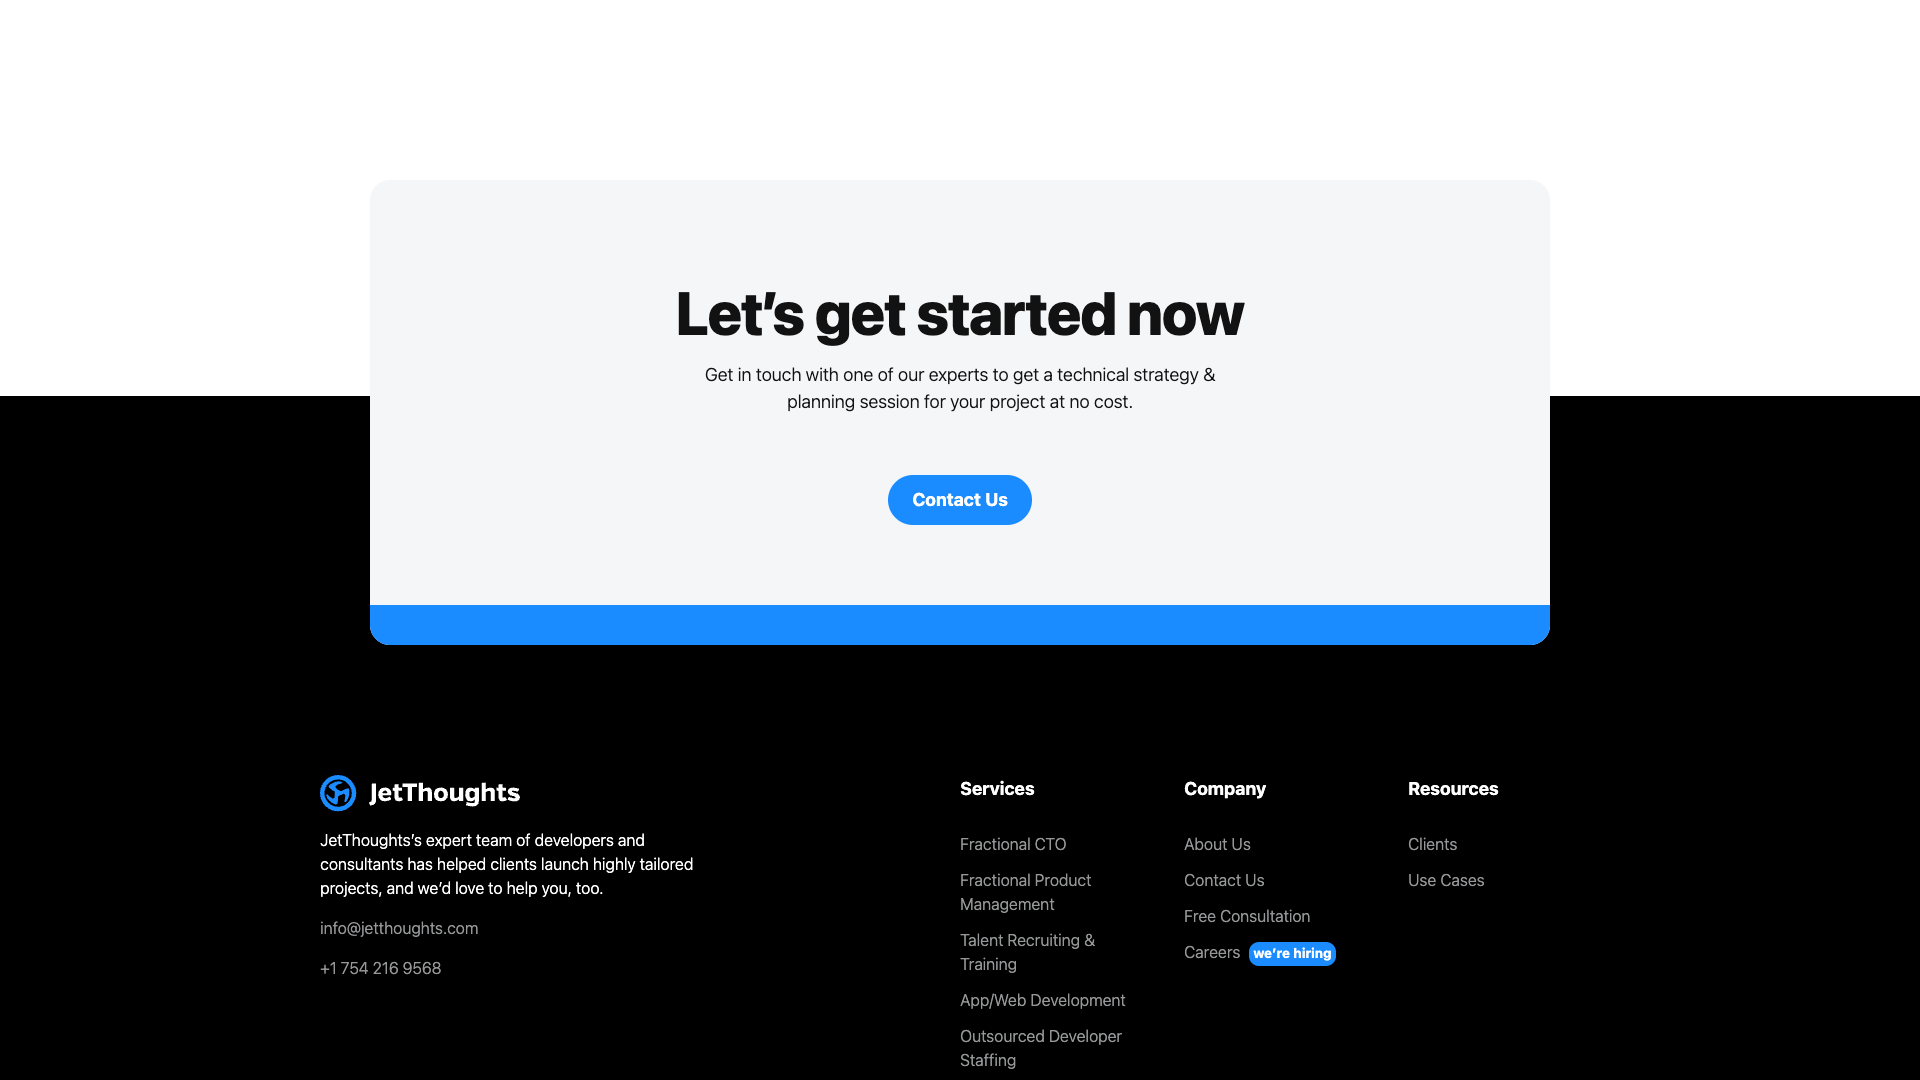 Let’s get started now
Get in touch with one of our experts to get a technical strategy &
planning session for your project at no cost.
Contact Us
JetThoughts
JetThoughts’s expert team of developers and
consultants has helped clients launch highly tailored
projects, and we’d love to help you, too.
info@jetthoughts.com
+1 754 216 9568
Services
Fractional CTO
Fractional Product
Management
Talent Recruiting &
Training
App/Web Development
Outsourced Developer
Staffing
Company
About Us
Contact Us
Free Consultation
Careers we’re hiring
Resources
Clients
Use Cases